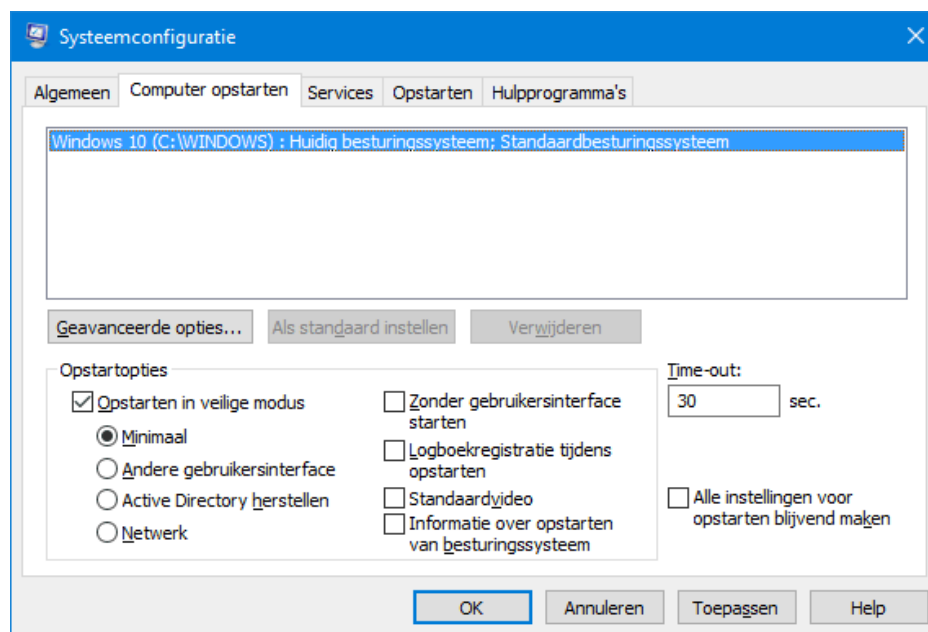 Systeemconfiguratie
Algemeen Computer opstarten Services Opstarten Hulpprogramma's
Windows 10 (C:\WINDOWS) : Huidig besturingssysteem; Standaardbesturingssysteem
Geavanceerde opties... Als standaard instellen Verwijderen
Opstartopties
Opstarten in veilige modus
Minimaal
Andere gebruikersinterface
Active Directory herstellen
Netwerk
Zonder gebruikersinterface
starten
Logboekregistratie tijdens
opstarten
Standaardvideo
Informatie over opstarten
van besturingssysteem
Time-out:
30 sec.
Alle instellingen voor
opstarten blijvend maken
OK Annuleren Toepassen Help